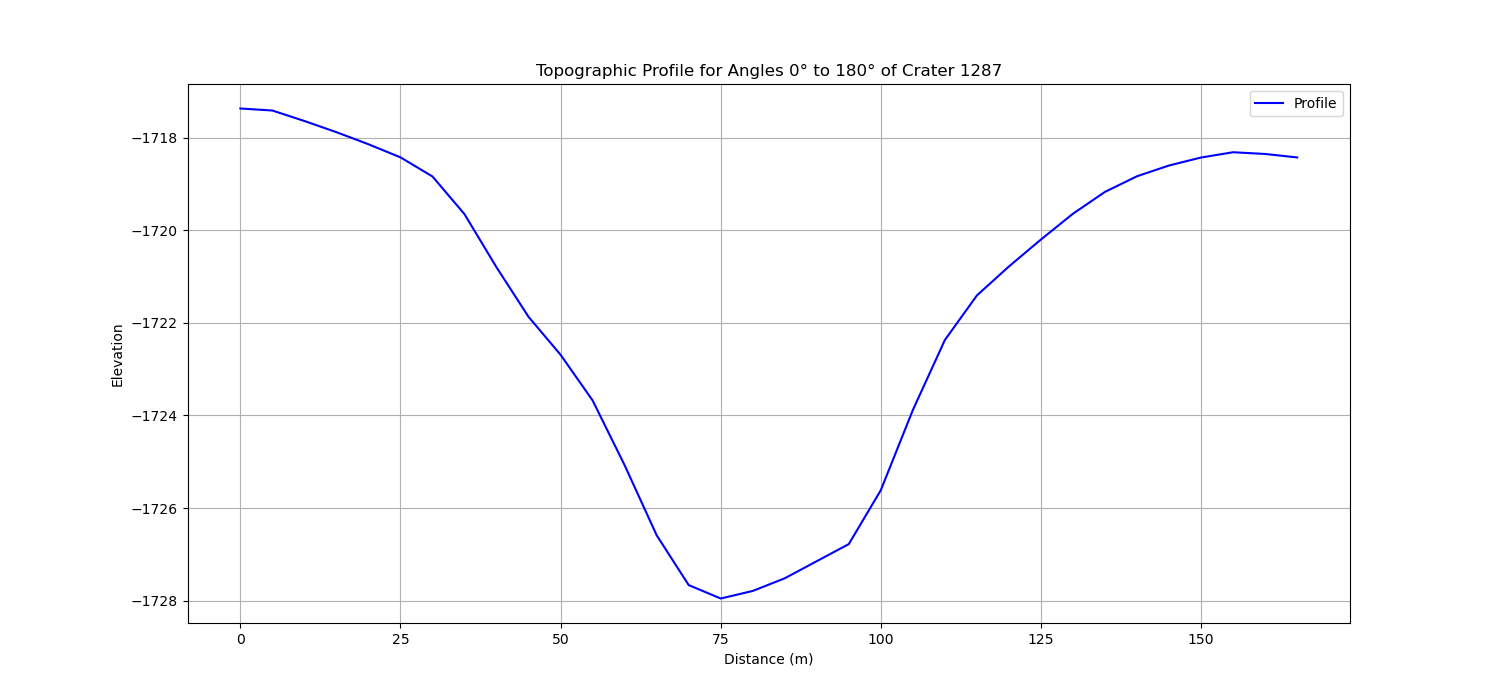 Topographic Profile for Angles 0° to 180° of Crater 1287
Profile
−1718
−1720
−1722
−1724
−1726
−1728
Elevation
0 25 50 75 100 125 150
Distance (m)